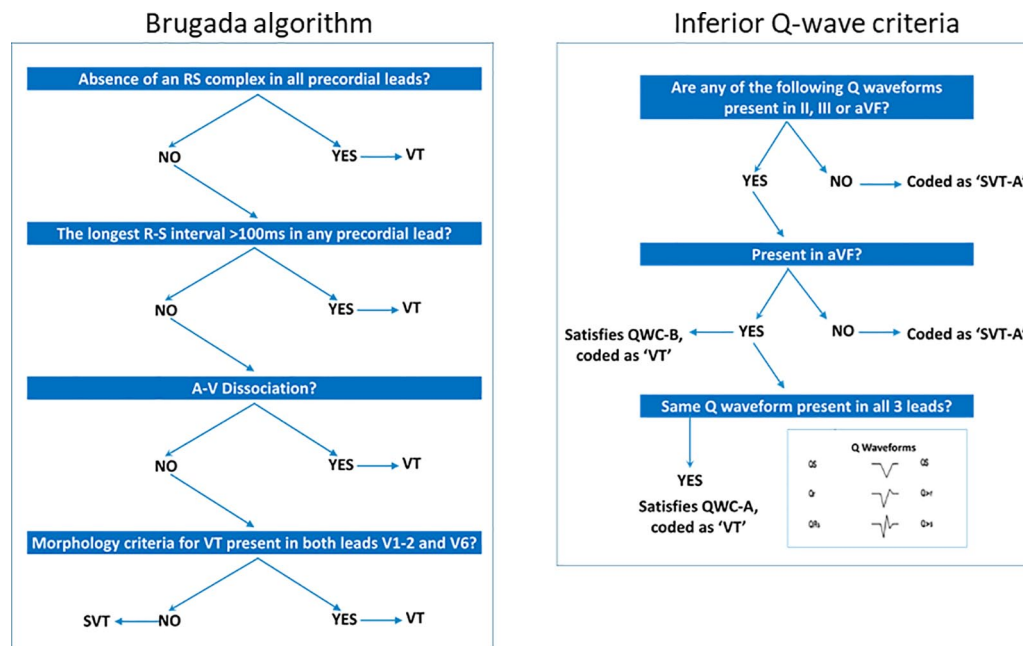 Brugada algorithm
Absence of an RS complex in all precordial leads?
NO
YES
VT
The longest R-S interval >100ms in any precordial lead?
NO
YES
VT
A-V Dissociation?
NO
YES
VT
Morphology criteria for VT present in both leads V1-2 and V6?
SVT
NO
YES
VT
Inferior Q-wave criteria
Are any of the following Q waveforms
present in II, III or aVF?
YES
NO
Coded as ‘SVT-A’
Present in aVF?
Satisfies QWC-B,
coded as ‘VT’
YES
NO
Coded as ‘SVT-A’
Same Q waveform present in all 3 leads?
YES
Satisfies QWC-A,
coded as ‘VT’
Q Waveforms
QS
QS
Qr
Q>r
QRs
Q>s